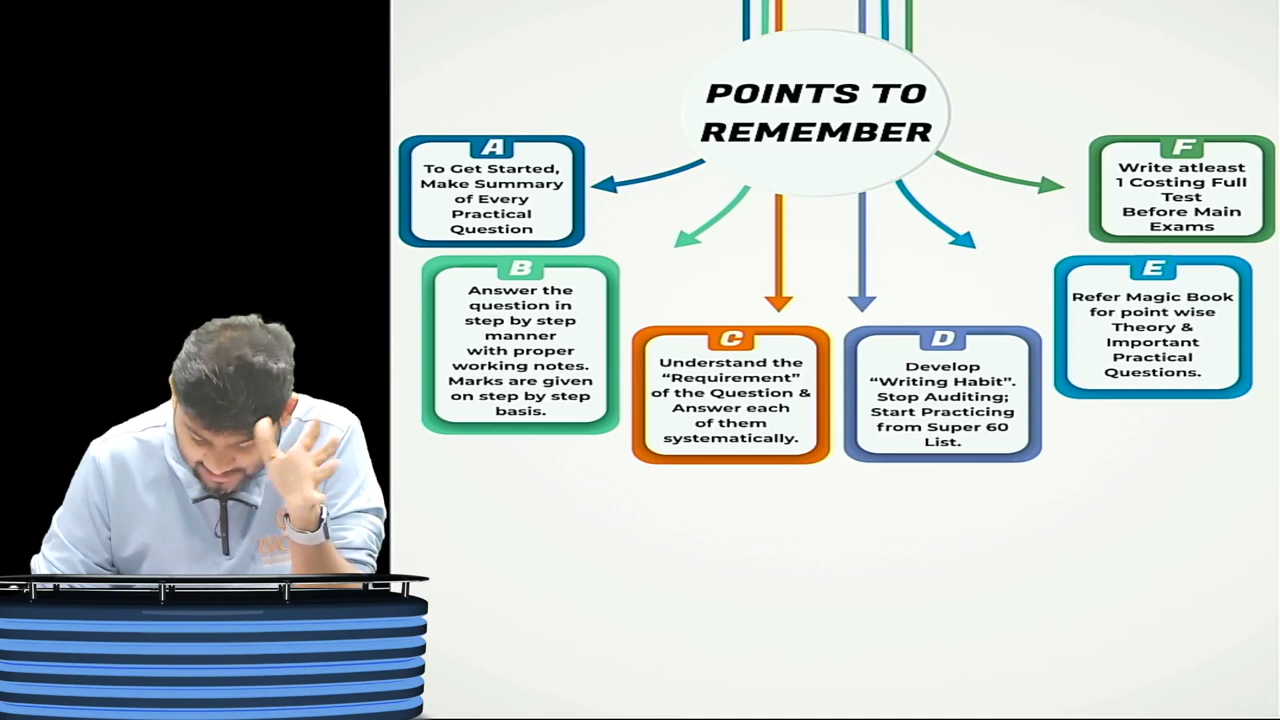 POINTS TO
REMEMBER
A
To Get Started,
Make Summary
of Every
Practical
Question
B
Answer the
question in
step by step
manner
with proper
working notes.
Marks are given
on step by step
basis.
C
Understand the
“Requirement”
of the Question &
Answer each
of them
systematically.
D
Develop
“Writing Habit”.
Stop Auditing;
Start Practicing
from Super 60
List.
E
Refer Magic Book
for point wise
Theory &
Important
Practical
Questions.
F
Write atleast
1 Costing Full
Test
Before Main
Exams